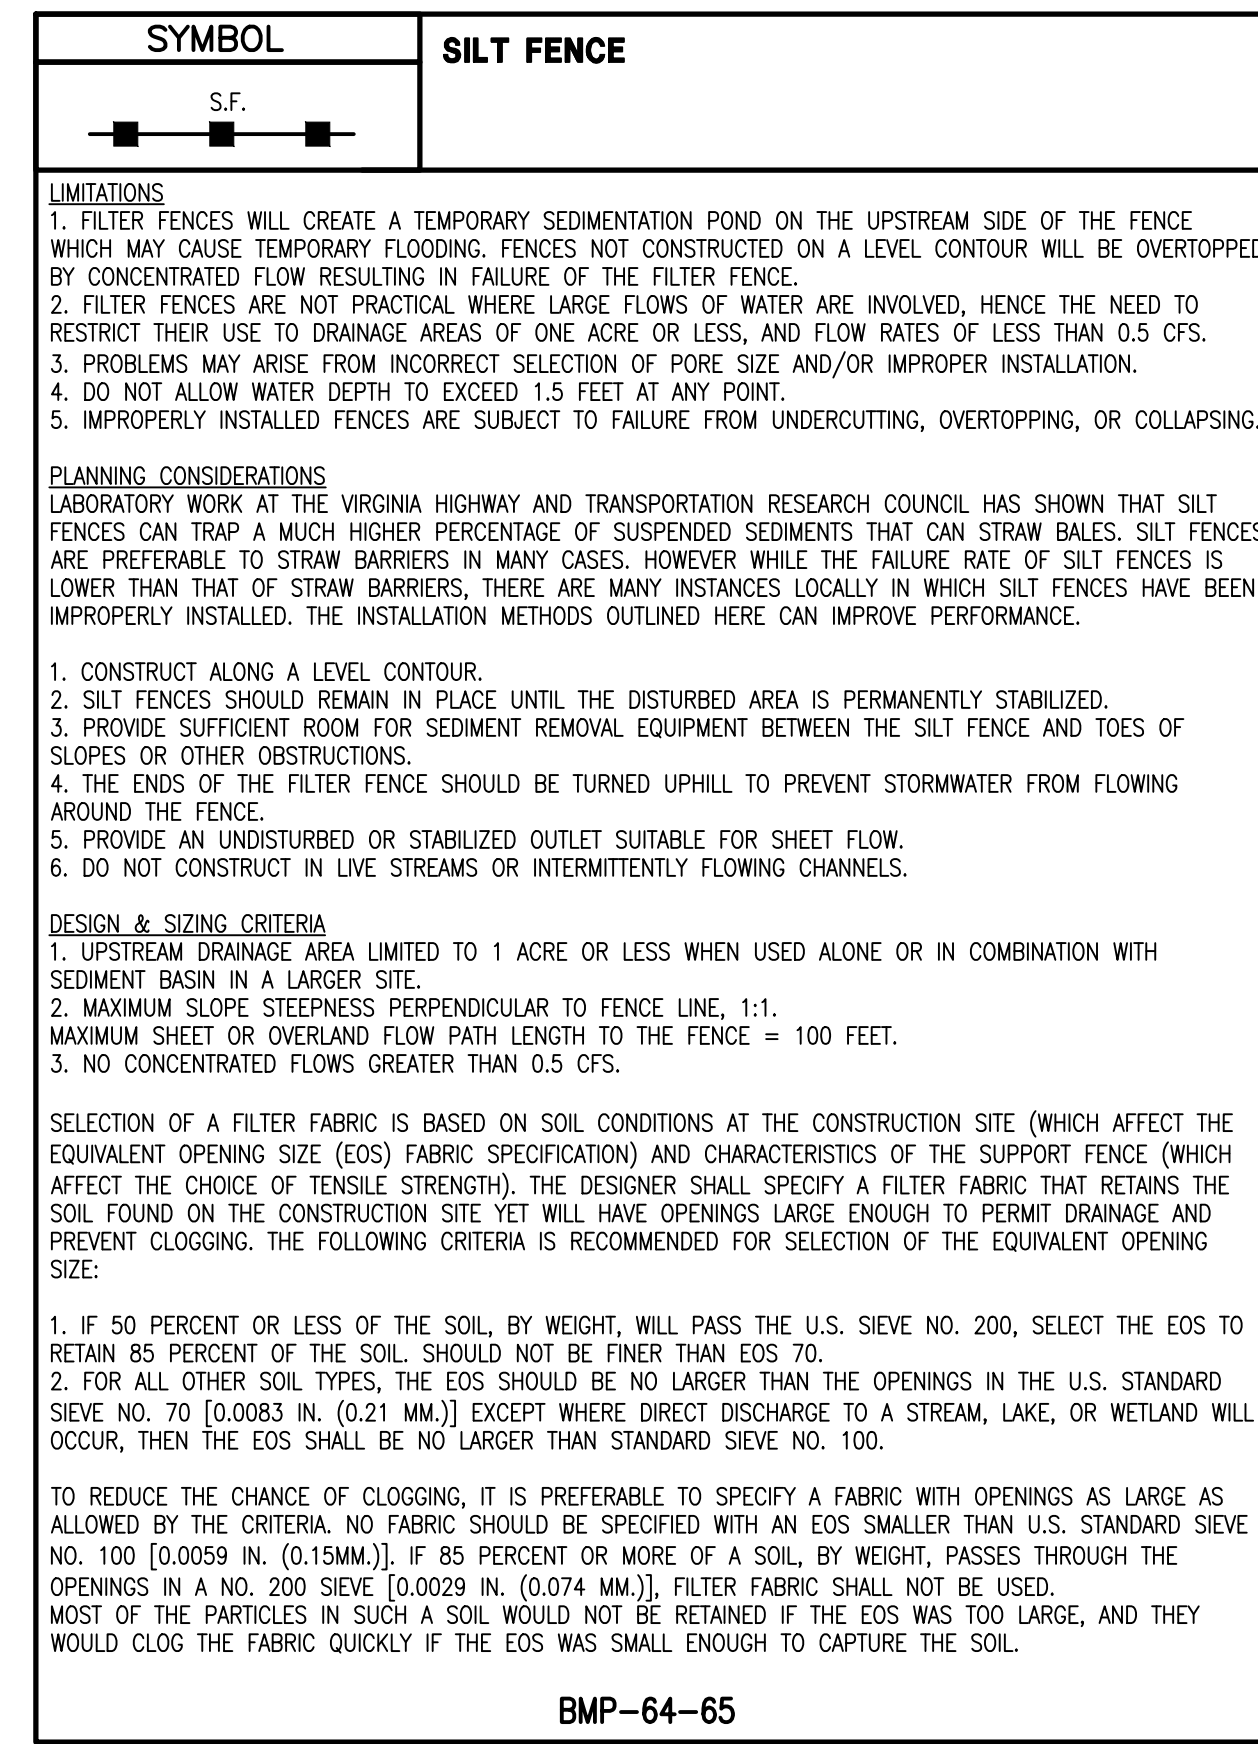 SYMBOL
SILT FENCE
S.F.
LIMITATIONS
1. FILTER FENCES WILL CREATE A TEMPORARY SEDIMENTATION POND ON THE UPSTREAM SIDE OF THE FENCE
WHICH MAY CAUSE TEMPORARY FLOODING. FENCES NOT CONSTRUCTED ON A LEVEL CONTOUR WILL BE OVERTOPPED
BY CONCENTRATED FLOW RESULTING IN FAILURE OF THE FILTER FENCE.
2. FILTER FENCES ARE NOT PRACTICAL WHERE LARGE FLOWS OF WATER ARE INVOLVED, HENCE THE NEED TO
RESTRICT THEIR USE TO DRAINAGE AREAS OF ONE ACRE OR LESS, AND FLOW RATES OF LESS THAN 0.5 CFS.
3. PROBLEMS MAY ARISE FROM INCORRECT SELECTION OF PORE SIZE AND/OR IMPROPER INSTALLATION.
4. DO NOT ALLOW WATER DEPTH TO EXCEED 1.5 FEET AT ANY POINT.
5. IMPROPERLY INSTALLED FENCES ARE SUBJECT TO FAILURE FROM UNDERCUTTING, OVERTOPPING, OR COLLAPSING.
PLANNING CONSIDERATIONS
LABORATORY WORK AT THE VIRGINIA HIGHWAY AND TRANSPORTATION RESEARCH COUNCIL HAS SHOWN THAT SILT
FENCES CAN TRAP A MUCH HIGHER PERCENTAGE OF SUSPENDED SEDIMENTS THAT CAN STRAW BALES. SILT FENCES
ARE PREFERABLE TO STRAW BARRIERS IN MANY CASES. HOWEVER WHILE THE FAILURE RATE OF SILT FENCES IS
LOWER THAN THAT OF STRAW BARRIERS, THERE ARE MANY INSTANCES LOCALLY IN WHICH SILT FENCES HAVE BEEN
IMPROPERLY INSTALLED. THE INSTALLATION METHODS OUTLINED HERE CAN IMPROVE PERFORMANCE.
1. CONSTRUCT ALONG A LEVEL CONTOUR.
2. SILT FENCES SHOULD REMAIN IN PLACE UNTIL THE DISTURBED AREA IS PERMANENTLY STABILIZED.
3. PROVIDE SUFFICIENT ROOM FOR SEDIMENT REMOVAL EQUIPMENT BETWEEN THE SILT FENCE AND TOES OF
SLOPES OR OTHER OBSTRUCTIONS.
4. THE ENDS OF THE FILTER FENCE SHOULD BE TURNED UPHILL TO PREVENT STORMWATER FROM FLOWING
AROUND THE FENCE.
5. PROVIDE AN UNDISTURBED OR STABILIZED OUTLET SUITABLE FOR SHEET FLOW.
6. DO NOT CONSTRUCT IN LIVE STREAMS OR INTERMITTENTLY FLOWING CHANNELS.
DESIGN & SIZING CRITERIA
1. UPSTREAM DRAINAGE AREA LIMITED TO 1 ACRE OR LESS WHEN USED ALONE OR IN COMBINATION WITH
SEDIMENT BASIN IN A LARGER SITE.
2. MAXIMUM SLOPE STEEPNESS PERPENDICULAR TO FENCE LINE, 1:1.
MAXIMUM SHEET OR OVERLAND FLOW PATH LENGTH TO THE FENCE = 100 FEET.
3. NO CONCENTRATED FLOWS GREATER THAN 0.5 CFS.
SELECTION OF A FILTER FABRIC IS BASED ON SOIL CONDITIONS AT THE CONSTRUCTION SITE (WHICH AFFECT THE
EQUIVALENT OPENING SIZE (EOS) FABRIC SPECIFICATION) AND CHARACTERISTICS OF THE SUPPORT FENCE (WHICH
AFFECT THE CHOICE OF TENSILE STRENGTH). THE DESIGNER SHALL SPECIFY A FILTER FABRIC THAT RETAINS THE
SOIL FOUND ON THE CONSTRUCTION SITE YET WILL HAVE OPENINGS LARGE ENOUGH TO PERMIT DRAINAGE AND
PREVENT CLOGGING. THE FOLLOWING CRITERIA IS RECOMMENDED FOR SELECTION OF THE EQUIVALENT OPENING
SIZE:
1. IF 50 PERCENT OR LESS OF THE SOIL, BY WEIGHT, WILL PASS THE U.S. SIEVE NO. 200, SELECT THE EOS TO
RETAIN 85 PERCENT OF THE SOIL. SHOULD NOT BE FINER THAN EOS 70.
2. FOR ALL OTHER SOIL TYPES, THE EOS SHOULD BE NO LARGER THAN THE OPENINGS IN THE U.S. STANDARD
SIEVE NO. 70 [0.0083 IN. (0.21 MM.)] EXCEPT WHERE DIRECT DISCHARGE TO A STREAM, LAKE, OR WETLAND WILL
OCCUR, THEN THE EOS SHALL BE NO LARGER THAN STANDARD SIEVE NO. 100.
TO REDUCE THE CHANCE OF CLOGGING, IT IS PREFERABLE TO SPECIFY A FABRIC WITH OPENINGS AS LARGE AS
ALLOWED BY THE CRITERIA. NO FABRIC SHOULD BE SPECIFIED WITH AN EOS SMALLER THAN U.S. STANDARD SIEVE
NO. 100 [0.0059 IN. (0.15MM.)]. IF 85 PERCENT OR MORE OF A SOIL, BY WEIGHT, PASSES THROUGH THE
OPENINGS IN A NO. 200 SIEVE [0.0029 IN. (0.074 MM.)], FILTER FABRIC SHALL NOT BE USED.
MOST OF THE PARTICLES IN SUCH A SOIL WOULD NOT BE RETAINED IF THE EOS WAS TOO LARGE, AND THEY
WOULD CLOG THE FABRIC QUICKLY IF THE EOS WAS SMALL ENOUGH TO CAPTURE THE SOIL.
BMP-64-65